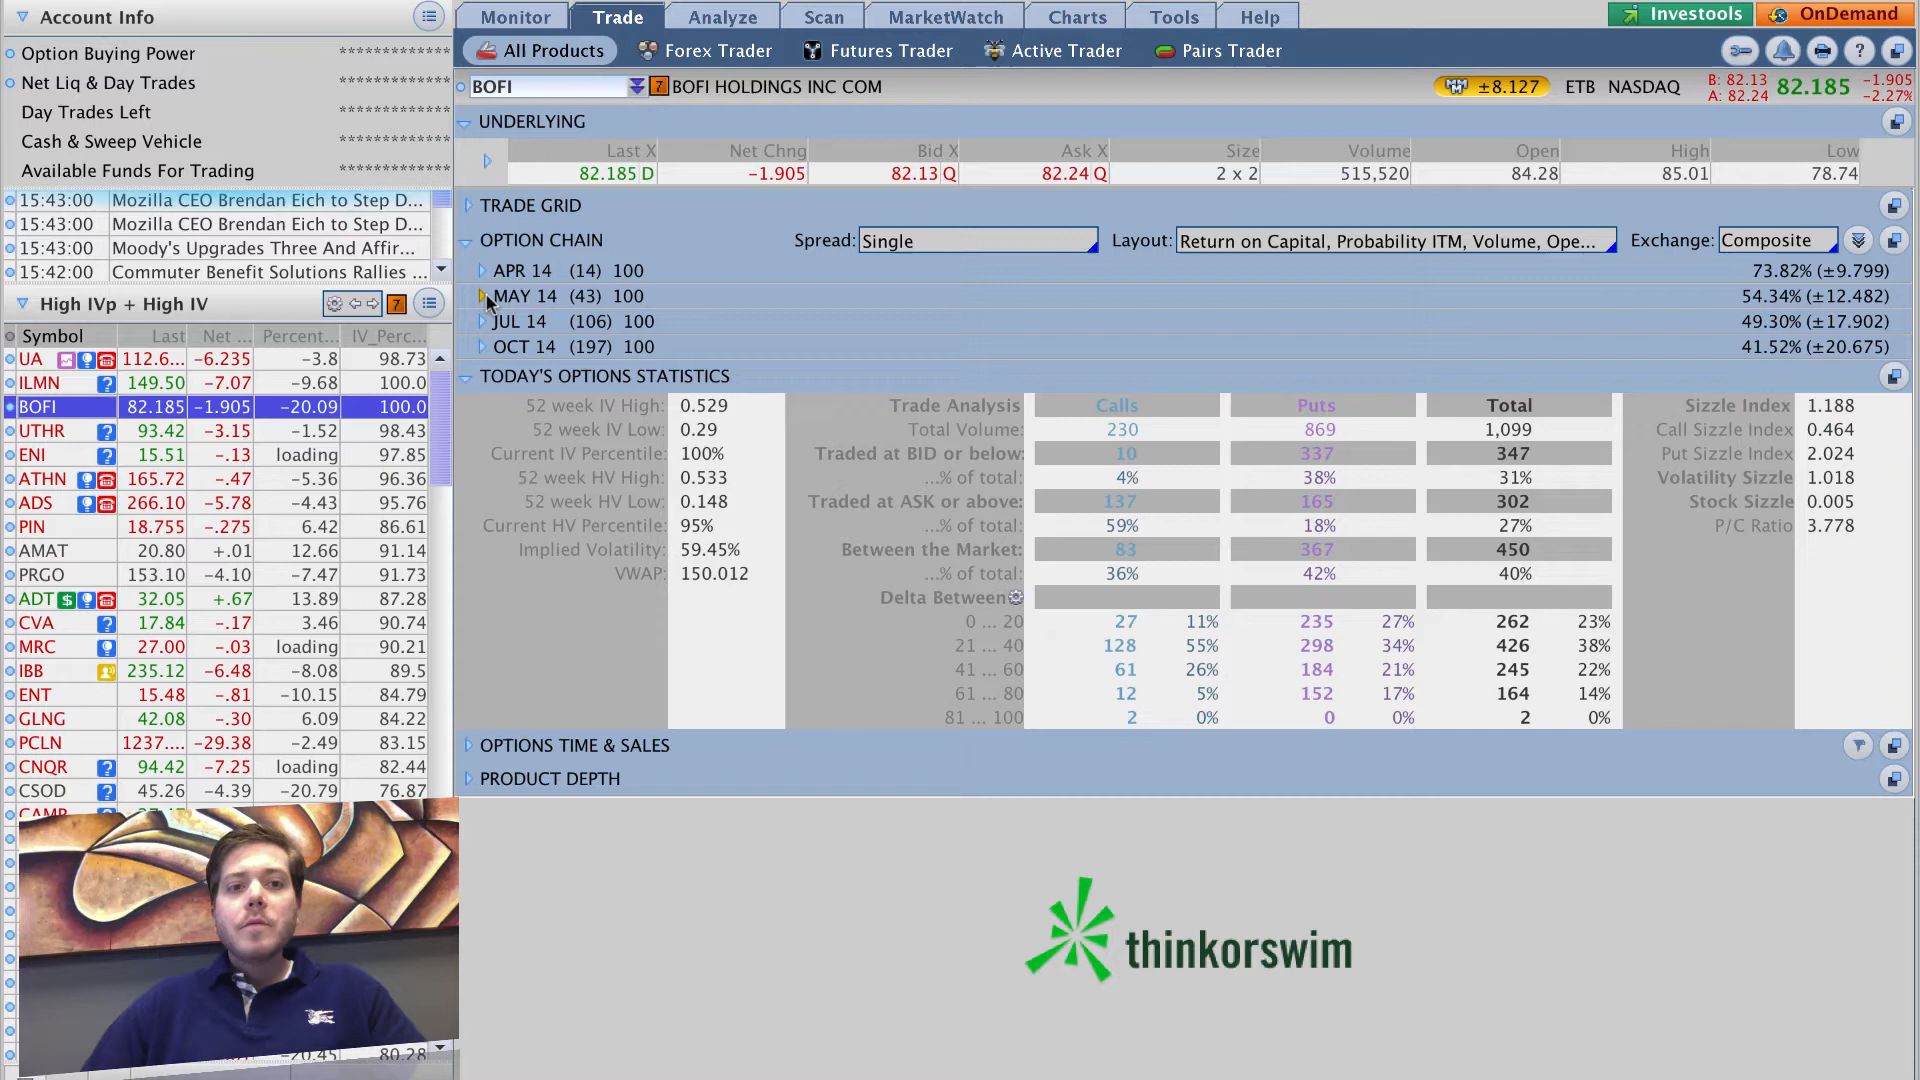 Account Info
Option Buying Power ************
Net Liq & Day Trades ************
Day Trades Left ************
Cash & Sweep Vehicle ************
Available Funds For Trading ************
15:43:00 Mozilla CEO Brendan Eich to Step D...
15:43:00 Mozilla CEO Brendan Eich to Step D...
15:43:00 Moody's Upgrades Three And Affir...
15:42:00 Commuter Benefit Solutions Rallies ...
High IVp + High IV 7
Symbol Last Net ... Percent... IV_Perc...
UA 112.6... -6.235 -3.8 98.73
ILMN ? 149.50 -7.07 -9.68 100.0
BOFI 82.185 -1.905 -20.09 100.0
UTHR ? 93.42 -3.15 -1.52 98.43
ENI ? 15.51 -.13 loading 97.85
ATHN 165.72 -.47 -5.36 96.36
ADS 266.10 -5.78 -4.43 95.76
PIN 18.755 -.275 6.42 86.61
AMAT 20.80 +.01 12.66 91.14
PRGO 153.10 -4.10 -7.47 91.73
ADT $ 32.05 +.67 13.89 87.28
CVA ? 17.84 -.17 3.46 90.74
MRC 27.00 -.03 loading 90.21
IBB 235.12 -6.48 -8.08 89.5
ENT 15.48 -.81 -10.15 84.79
GLNG 42.08 -.30 6.09 84.22
PCLN 1237.... -29.38 -2.49 83.15
CNQR ? 94.42 -7.25 loading 82.44
CSOD 45.26 -4.39 -20.79 76.87
-20.45 80.28
Monitor Trade Analyze Scan MarketWatch Charts Tools Help Investools OnDemand
All Products Forex Trader Futures Trader Active Trader Pairs Trader ?
BOFI 7 BOFI HOLDINGS INC COM ±8.127 ETB NASDAQ B: 82.13 A: 82.24 82.185 -1.905 -2.27%
UNDERLYING
Last X Net Chng Bid X Ask X Size Volume Open High Low
82.185 D -1.905 82.13 Q 82.24 Q 2 x 2 515,520 84.28 85.01 78.74
TRADE GRID
OPTION CHAIN Spread: Single Layout: Return on Capital, Probability ITM, Volume, Ope... Exchange: Composite
APR 14 (14) 100 73.82% (±9.799)
MAY 14 (43) 100 54.34% (±12.482)
JUL 14 (106) 100 49.30% (±17.902)
OCT 14 (197) 100 41.52% (±20.675)
TODAY'S OPTIONS STATISTICS
52 week IV High: 0.529 Trade Analysis Calls Puts Total Sizzle Index 1.188
52 week IV Low: 0.29 Total Volume: 230 869 1,099 Call Sizzle Index 0.464
Current IV Percentile: 100% Traded at BID or below: 10 337 347 Put Sizzle Index 2.024
52 week HV High: 0.533 ...% of total: 4% 38% 31% Volatility Sizzle 1.018
52 week HV Low: 0.148 Traded at ASK or above: 137 165 302 Stock Sizzle 0.005
Current HV Percentile: 95% ...% of total: 59% 18% 27% P/C Ratio 3.778
Implied Volatility: 59.45% Between the Market: 83 367 450
VWAP: 150.012 ...% of total: 36% 42% 40%
Delta Between
0 ... 20 27 11% 235 27% 262 23%
21 ... 40 128 55% 298 34% 426 38%
41 ... 60 61 26% 184 21% 245 22%
61 ... 80 12 5% 152 17% 164 14%
81 ... 100 2 0% 0 0% 2 0%
OPTIONS TIME & SALES
PRODUCT DEPTH
thinkorswim